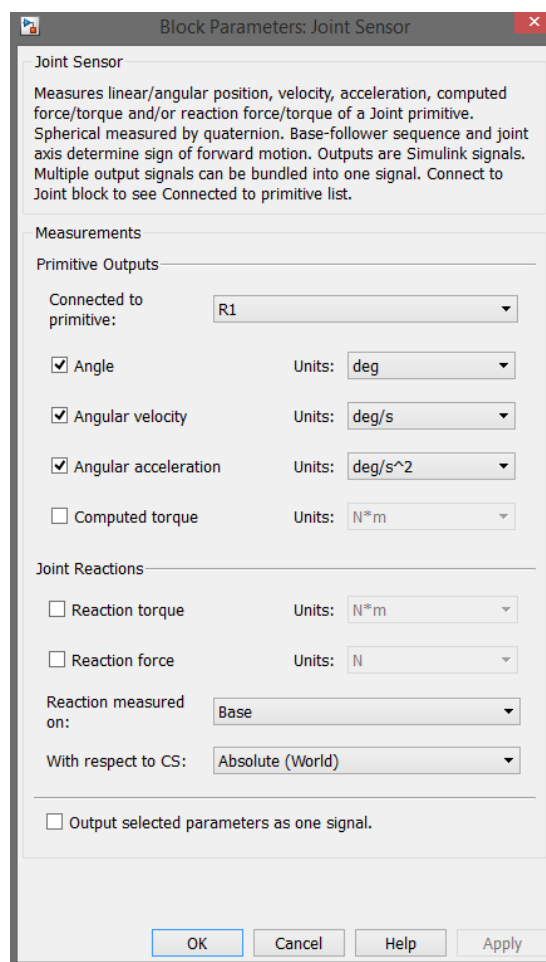 Block Parameters: Joint Sensor
Joint Sensor
Measures linear/angular position, velocity, acceleration, computed
force/torque and/or reaction force/torque of a Joint primitive.
Spherical measured by quaternion. Base-follower sequence and joint
axis determine sign of forward motion. Outputs are Simulink signals.
Multiple output signals can be bundled into one signal. Connect to
Joint block to see Connected to primitive list.
Measurements
Primitive Outputs
Connected to
primitive:
R1
Angle Units: deg
Angular velocity Units: deg/s
Angular acceleration Units: deg/s^2
Computed torque Units: N*m
Joint Reactions
Reaction torque Units: N*m
Reaction force Units: N
Reaction measured
on:
Base
With respect to CS: Absolute (World)
Output selected parameters as one signal.
OK Cancel Help Apply